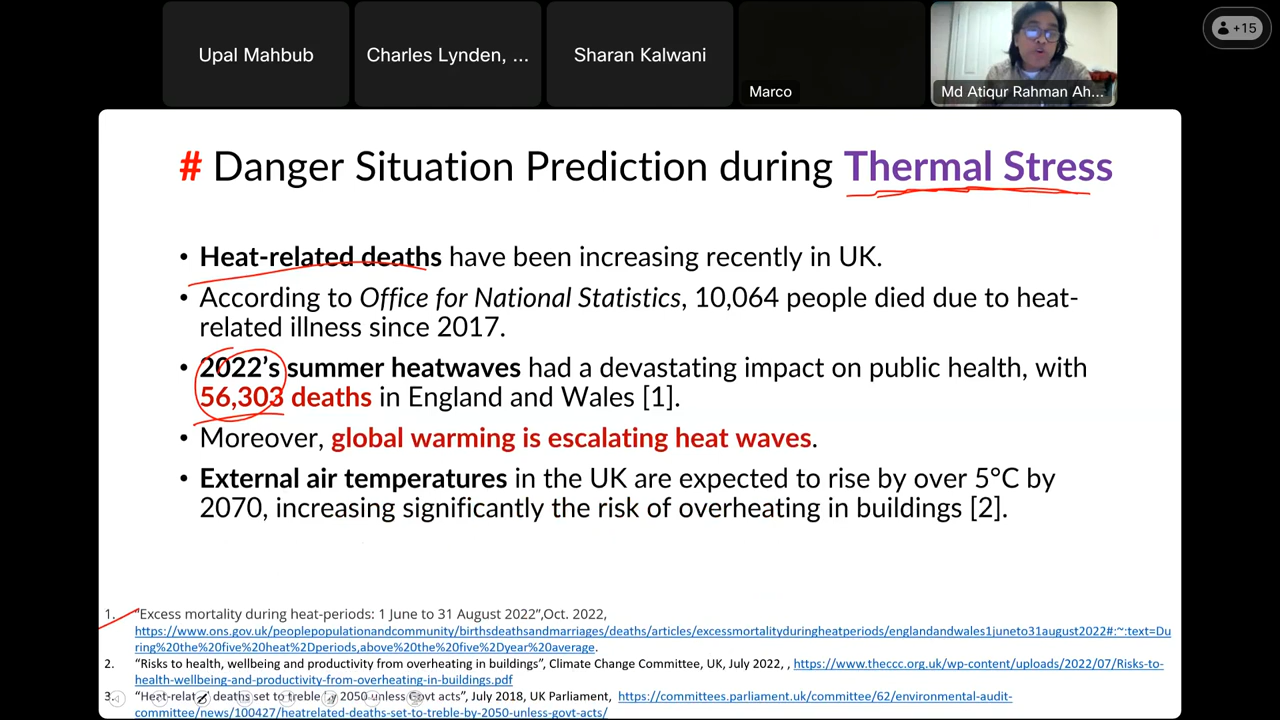 Upal Mahbub
Charles Lynden, ...
Sharan Kalwani
Marco
Md Atiqur Rahman Ah...
+15
# Danger Situation Prediction during Thermal Stress
• Heat-related deaths have been increasing recently in UK.
• According to Office for National Statistics, 10,064 people died due to heat-
related illness since 2017.
• 2022's summer heatwaves had a devastating impact on public health, with
56,303 deaths in England and Wales [1].
• Moreover, global warming is escalating heat waves.
• External air temperatures in the UK are expected to rise by over 5°C by
2070, increasing significantly the risk of overheating in buildings [2].
1. "Excess mortality during heat-periods: 1 June to 31 August 2022",Oct. 2022,
https://www.ons.gov.uk/peoplepopulationandcommunity/birthsdeathsandmarriages/deaths/articles/excessmortalityduringheatperiods/englandandwales1juneto31august2022#:~:text=Du
ring%20the%20five%20heat%2Dperiods,above%20the%20five%2Dyear%20average.
2. "Risks to health, wellbeing and productivity from overheating in buildings", Climate Change Committee, UK, July 2022, , https://www.theccc.org.uk/wp-content/uploads/2022/07/Risks-to-
health-wellbeing-and-productivity-from-overheating-in-buildings.pdf
3. "Heat-related deaths set to treble by 2050 unless Govt acts", July 2018, UK Parliament, https://committees.parliament.uk/committee/62/environmental-audit-
committee/news/100427/heatrelated-deaths-set-to-treble-by-2050-unless-govt-acts/